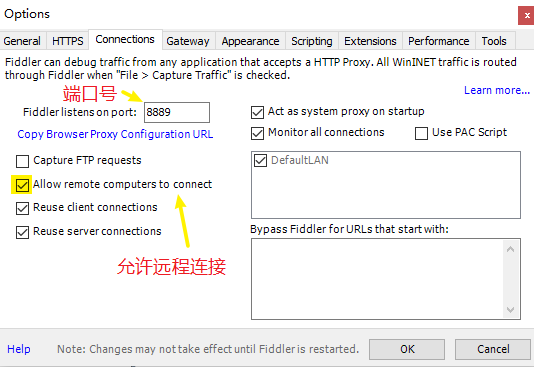 Options
General HTTPS Connections Gateway Appearance Scripting Extensions Performance Tools
Fiddler can debug traffic from any application that accepts a HTTP Proxy. All WinINET traffic is routed
through Fiddler when "File > Capture Traffic" is checked.
Learn more...
端口号
Fiddler listens on port: 8889
Copy Browser Proxy Configuration URL
Capture FTP requests
Allow remote computers to connect
Reuse client connections
Reuse server connections
允许远程连接
Act as system proxy on startup
Monitor all connections Use PAC Script
DefaultLAN
Bypass Fiddler for URLs that start with:
Help Note: Changes may not take effect until Fiddler is restarted. OK Cancel